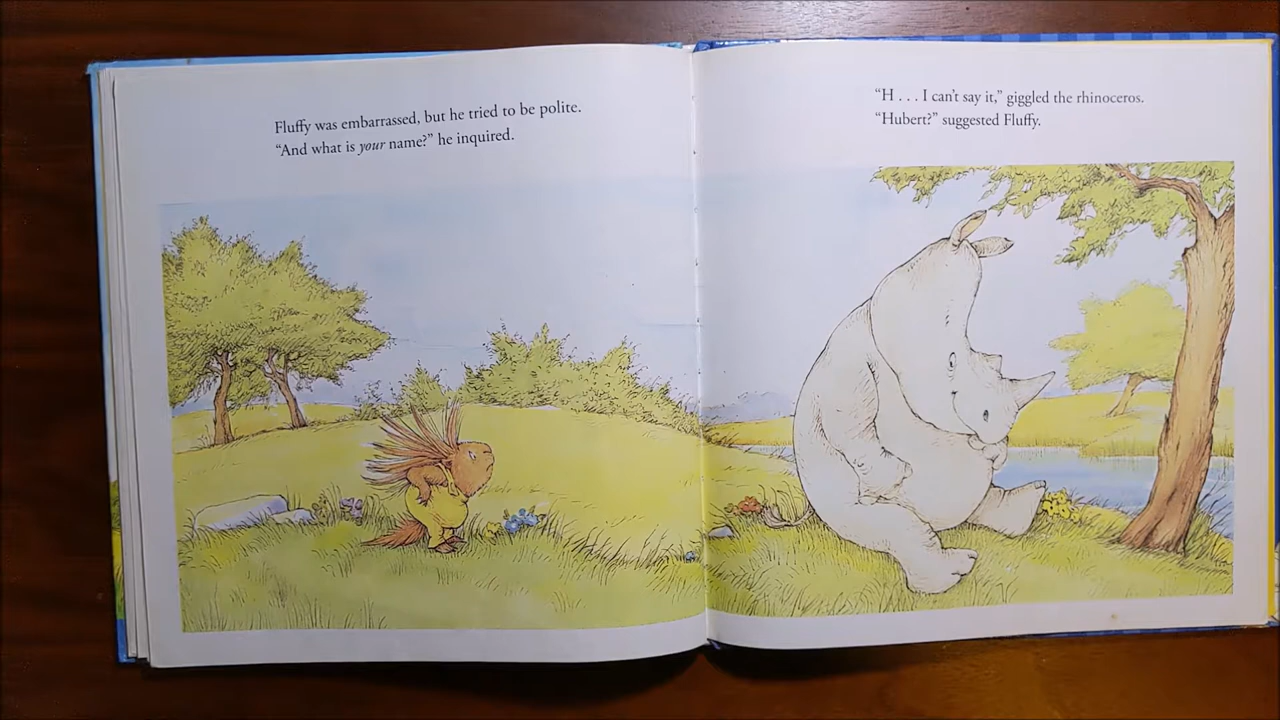 Fluffy was embarrassed, but he tried to be polite.
“And what is your name?” he inquired.
“H . . . I can’t say it,” giggled the rhinoceros.
“Hubert?” suggested Fluffy.